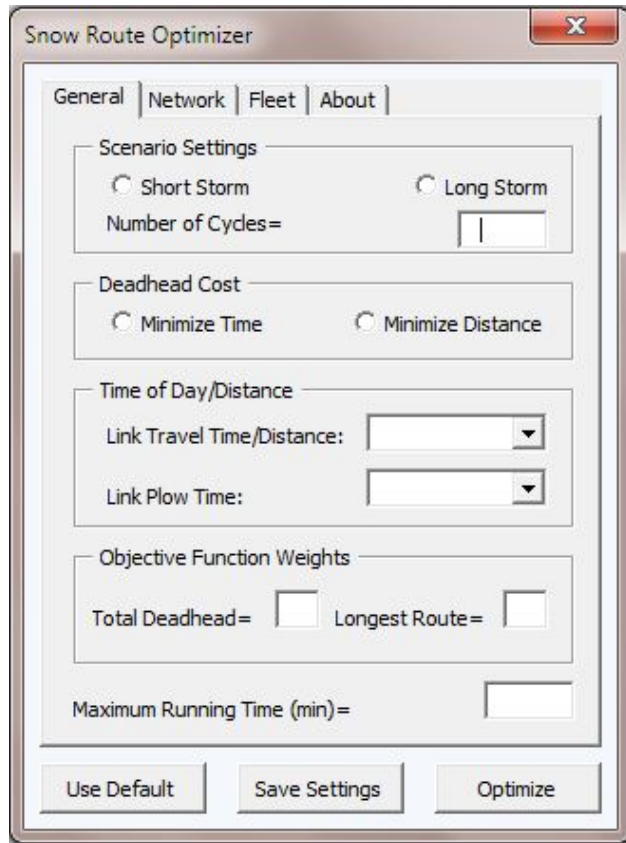 Snow Route Optimizer
General Network Fleet About
Scenario Settings
Short Storm Long Storm
Number of Cycles=
Deadhead Cost
Minimize Time Minimize Distance
Time of Day/Distance
Link Travel Time/Distance:
Link Plow Time:
Objective Function Weights
Total Deadhead= Longest Route=
Maximum Running Time (min)=
Use Default Save Settings Optimize